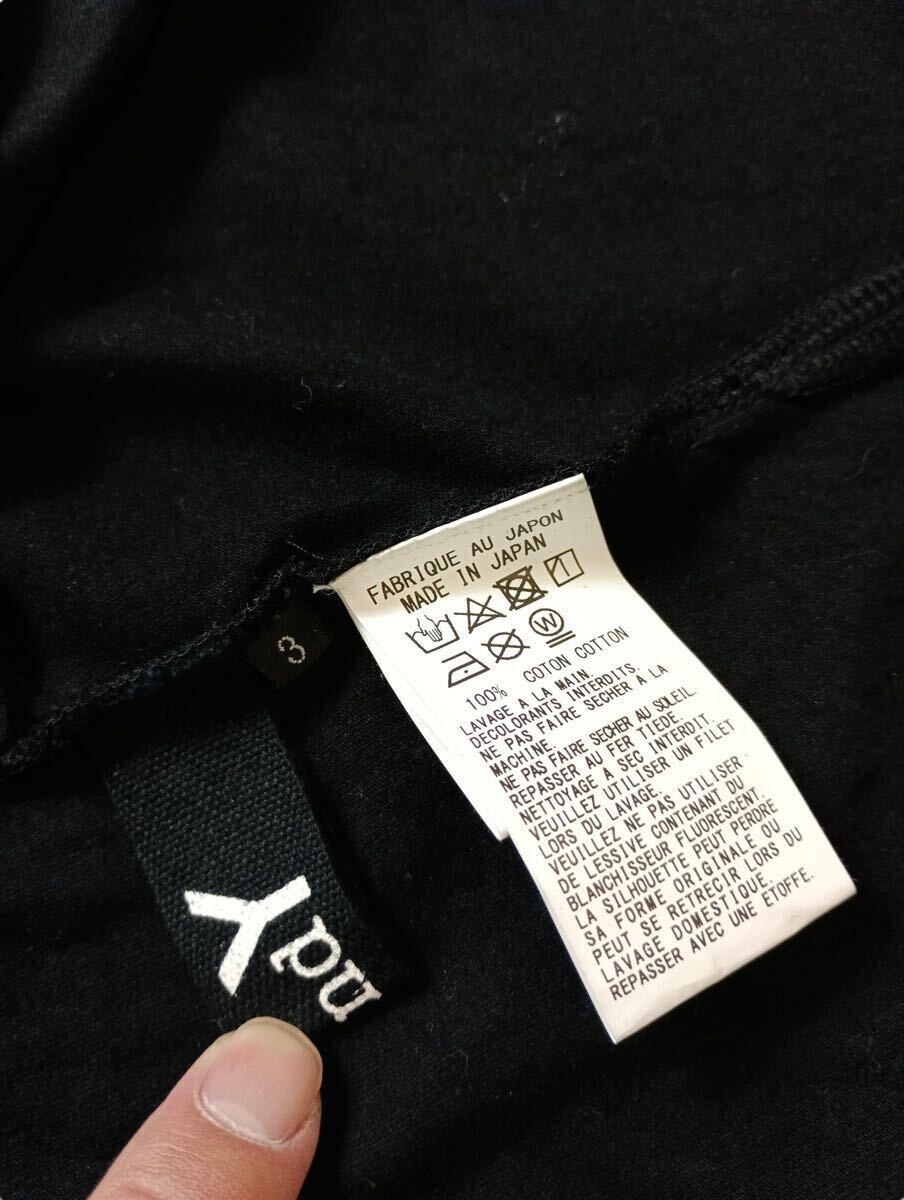 FABRIQUE AU JAPON
MADE IN JAPAN
W
100% COTON COTTON
LAVAGE A LA MAIN.
DECOLORANTS INTERDITS.
NE PAS FAIRE SECHER À LA
MACHINE.
NE PAS FAIRE SECHER AU SOLEIL.
REPASSER AU FER TIEDE.
NETTOYAGE A SEC INTERDIT.
VEUILLEZ UTILISER UN FILET
LORS DU LAVAGE.
VEUILLEZ NE PAS UTILISER
DE LESSIVE CONTENANT DU
BLANCHISSEUR FLUORESCENT.
LA SILHOUETTE PEUT PERDRE
SA FORME ORIGINALE OU
PEUT SE RETRECIR LORS DU
LAVAGE DOMESTIQUE.
REPASSER AVEC UNE ETOFFE.
3